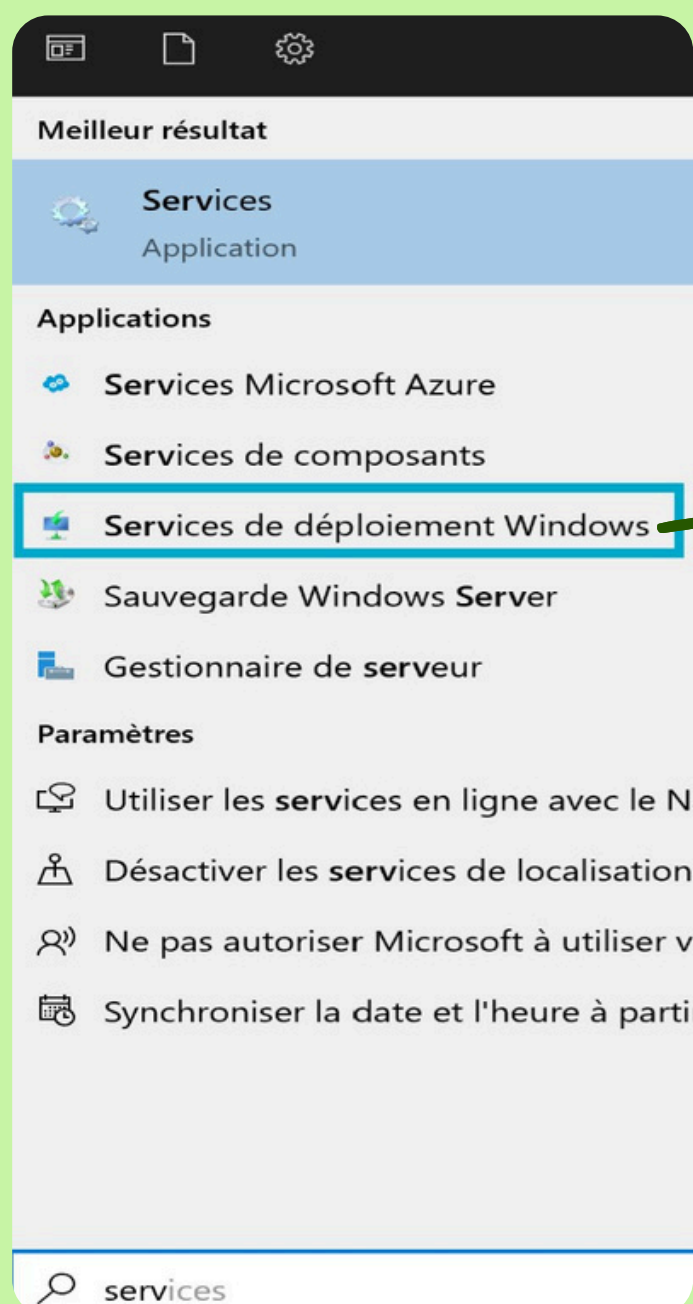 Meilleur résultat
Services
Application
Applications
Services Microsoft Azure
Services de composants
Services de déploiement Windows
Sauvegarde Windows Server
Gestionnaire de serveur
Paramètres
Utiliser les services en ligne avec le N
Désactiver les services de localisation
Ne pas autoriser Microsoft à utiliser v
Synchroniser la date et l'heure à parti
services